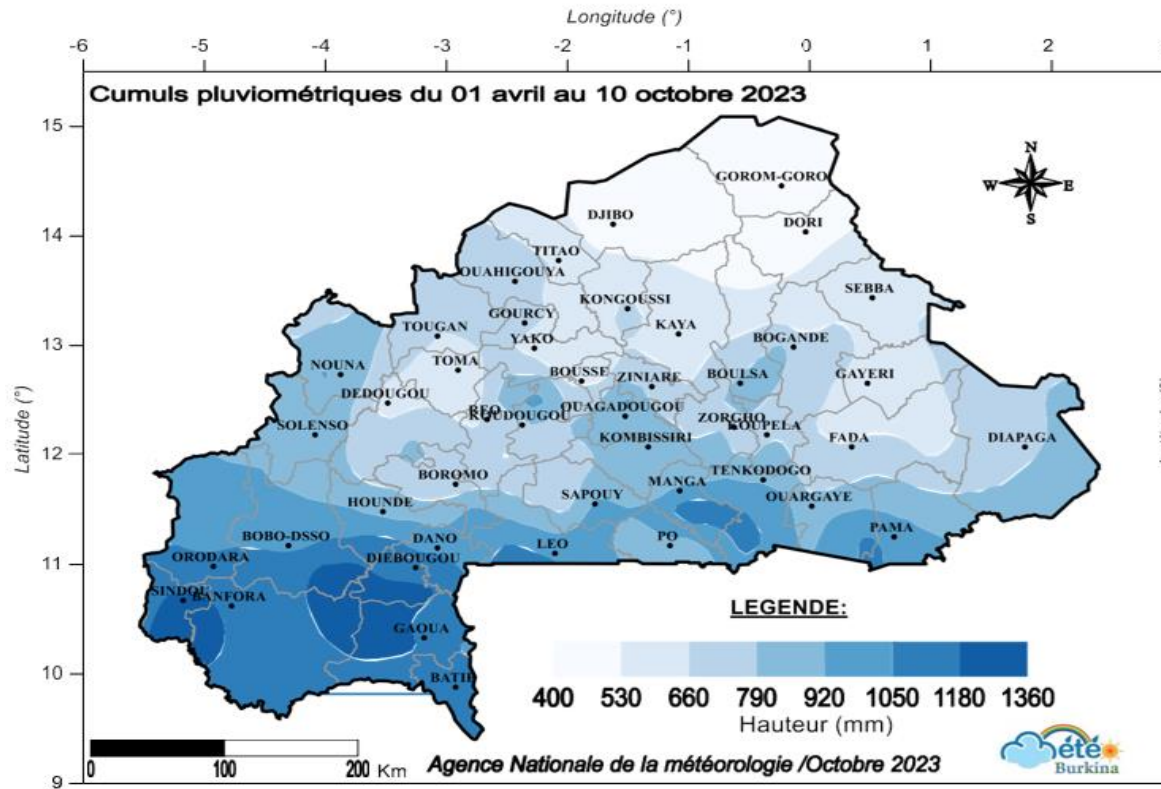 Longitude (°)
-6 -5 -4 -3 -2 -1 0 1 2
Cumuls pluviométriques du 01 avril au 10 octobre 2023
15
N
W E
S
GOROM-GORO
DJIBO
DORI
14
TITAO
OUAHIGOUYA
SEBBA
KONGOUSSI
GOURCY
KAYA
TOUGAN
YAKO
BOGANDE
13
TOMA
NOUNA
BOUSSE
ZINIARE
BOULSA
GAYERI
DEDOUGOU
REO
KOUDOUGOU
OUAGADOUGOU
ZORGHO
KOUPELA
SOLENSO
KOMBISSIRI
FADA
DIAPAGA
Latitude (°)
12
BOROMO
TENKODOGO
MANGA
HOUNDE
SAPOUY
OUARGAYE
BOBO-DSSO
DANO
LEO
PO
PAMA
ORODARA
DIEBOUGOU
11
SINDOU
BANFORA
LEGENDE:
GAOUA
10
BATIE
400 530 660 790 920 1050 1180 1360
Hauteur (mm)
0 100 200 Km
Agence Nationale de la météorologie /Octobre 2023
été
Burkina
9